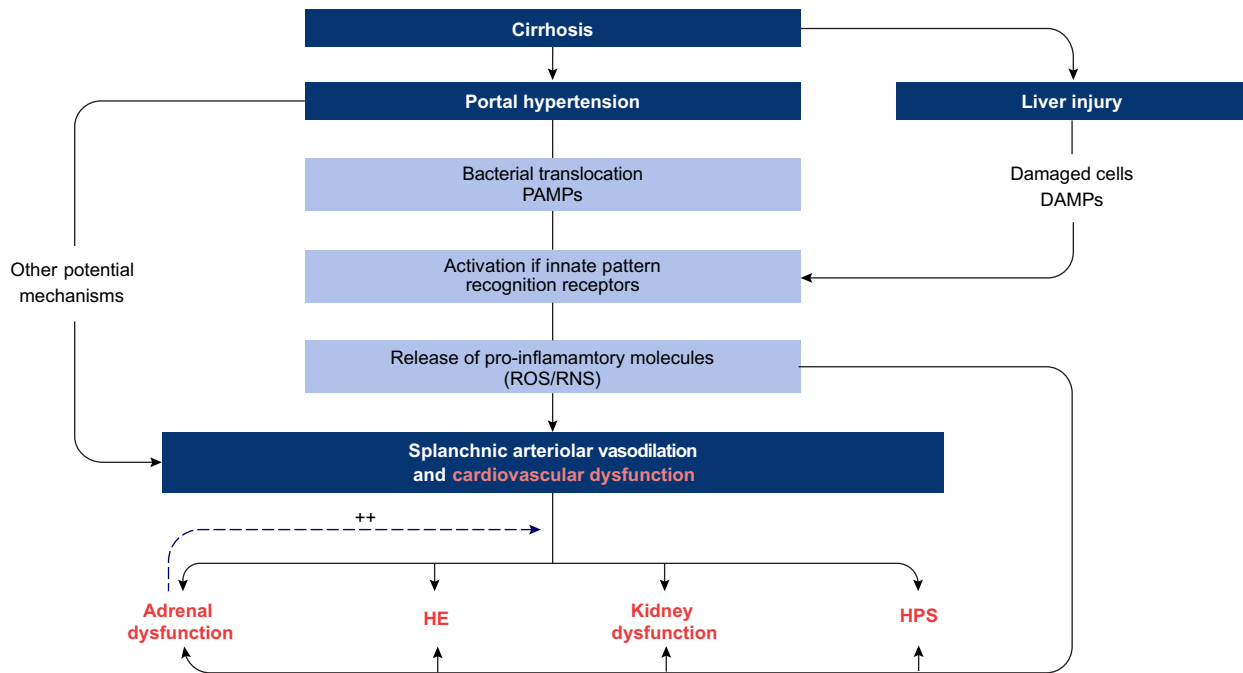 Cirrhosis
Portal hypertension
Liver injury
Bacterial translocation
PAMPs
Damaged cells
DAMPs
Other potential
mechanisms
Activation if innate pattern
recognition receptors
Release of pro-inflamamtory molecules
(ROS/RNS)
Splanchnic arteriolar vasodilation
and cardiovascular dysfunction
++
Adrenal
dysfunction
HE
Kidney
dysfunction
HPS